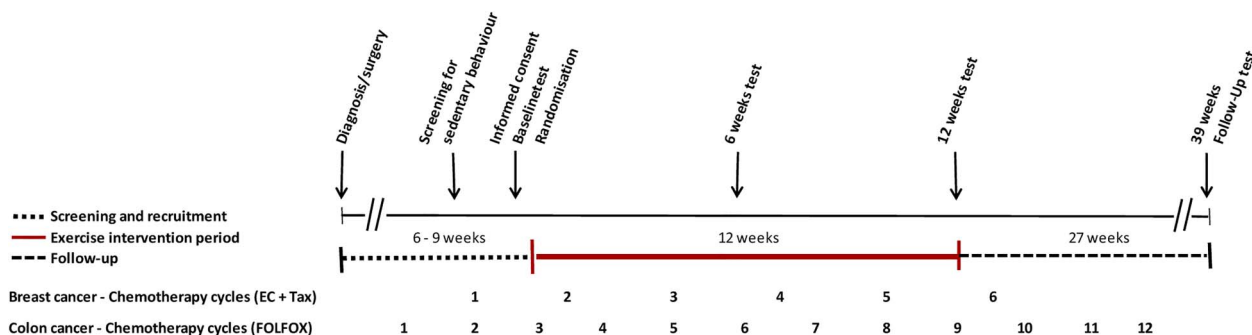 Diagnosis/surgery
Screening for
sedentary behaviour
Informed consent
Baselinetest
Randomisation
6 weeks test
12 weeks test
39 weeks
Follow-Up test
Screening and recruitment
Exercise intervention period
Follow-up
6 - 9 weeks
12 weeks
27 weeks
Breast cancer - Chemotherapy cycles (EC + Tax) 1 2 3 4 5 6
Colon cancer - Chemotherapy cycles (FOLFOX) 1 2 3 4 5 6 7 8 9 10 11 12